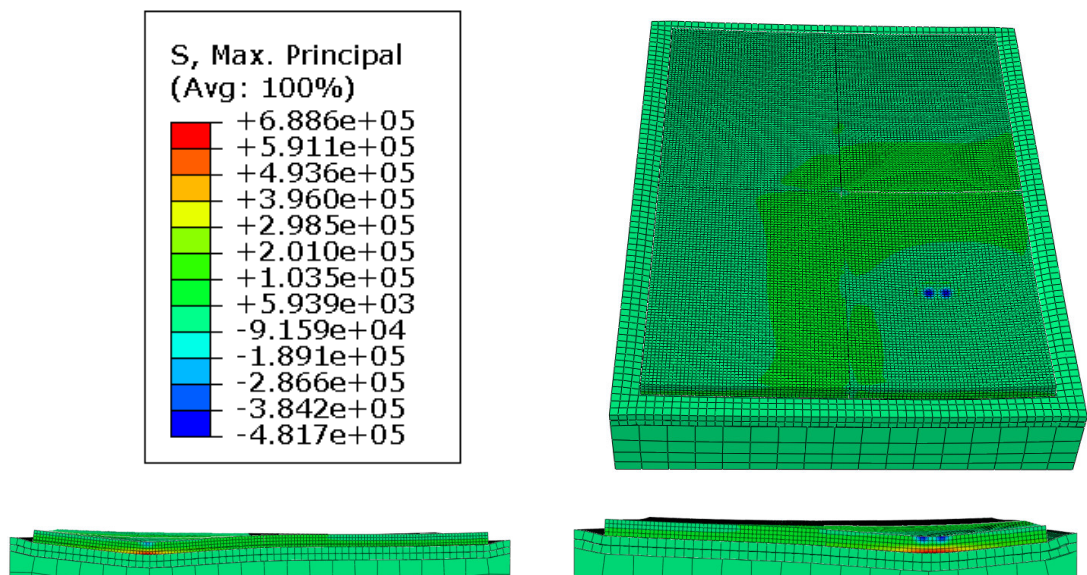 S, Max. Principal
(Avg: 100%)
+6.886e+05
+5.911e+05
+4.936e+05
+3.960e+05
+2.985e+05
+2.010e+05
+1.035e+05
+5.939e+03
-9.159e+04
-1.891e+05
-2.866e+05
-3.842e+05
-4.817e+05